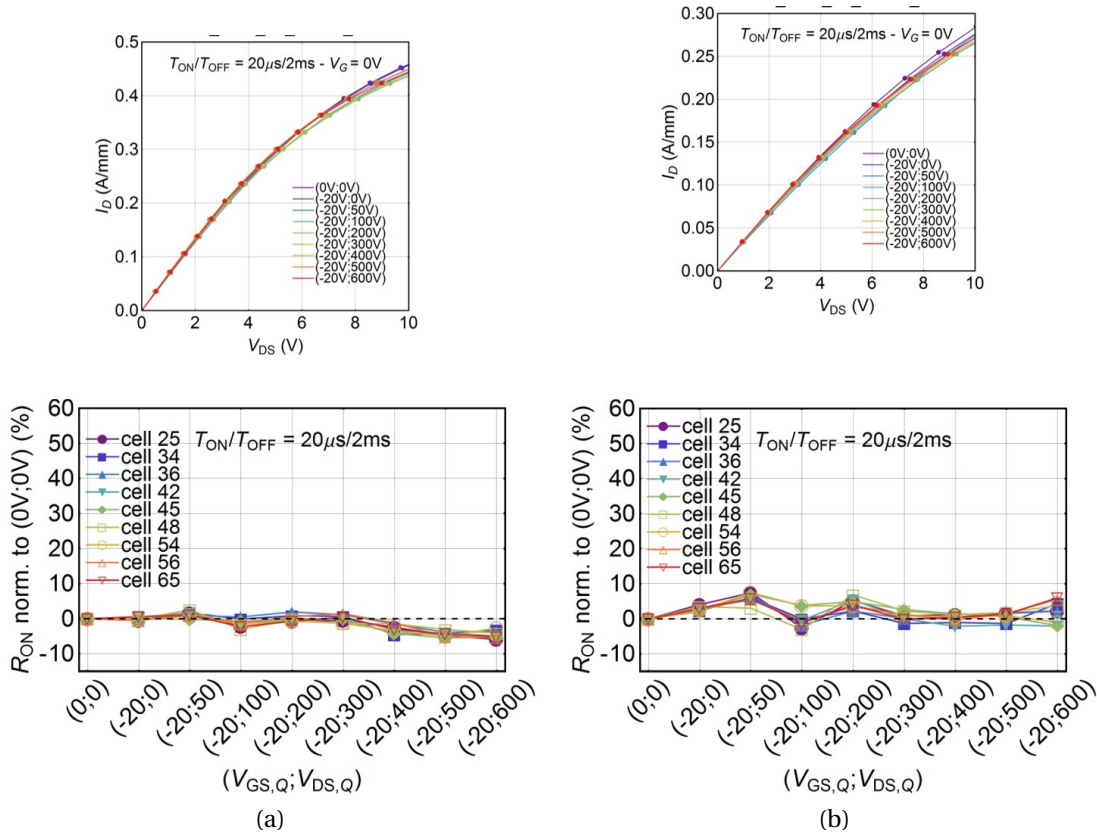 T_ON/T_OFF = 20μs/2ms - V_G = 0V
I_D (A/mm)
0.5
0.4
0.3
0.2
0.1
0.0
(0V;0V)
(-20V;0V)
(-20V;50V)
(-20V;100V)
(-20V;200V)
(-20V;300V)
(-20V;400V)
(-20V;500V)
(-20V;600V)
0 2 4 6 8 10
V_DS (V)
T_ON/T_OFF = 20μs/2ms - V_G = 0V
I_D (A/mm)
0.30
0.25
0.20
0.15
0.10
0.05
0.00
(0V;0V)
(-20V;0V)
(-20V;50V)
(-20V;100V)
(-20V;200V)
(-20V;300V)
(-20V;400V)
(-20V;500V)
(-20V;600V)
0 2 4 6 8 10
V_DS (V)
R_ON norm. to (0V;0V) (%)
60
50
40
30
20
10
0
-10
T_ON/T_OFF = 20μs/2ms
cell 25
cell 34
cell 36
cell 42
cell 45
cell 48
cell 54
cell 56
cell 65
(0;0)
(-20;0)
(-20;50)
(-20;100)
(-20;200)
(-20;300)
(-20;400)
(-20;500)
(-20;600)
(V_GS,Q;V_DS,Q)
(a)
R_ON norm. to (0V;0V) (%)
60
50
40
30
20
10
0
-10
T_ON/T_OFF = 20μs/2ms
cell 25
cell 34
cell 36
cell 42
cell 45
cell 48
cell 54
cell 56
cell 65
(0;0)
(-20;0)
(-20;50)
(-20;100)
(-20;200)
(-20;300)
(-20;400)
(-20;500)
(-20;600)
(V_GS,Q;V_DS,Q)
(b)